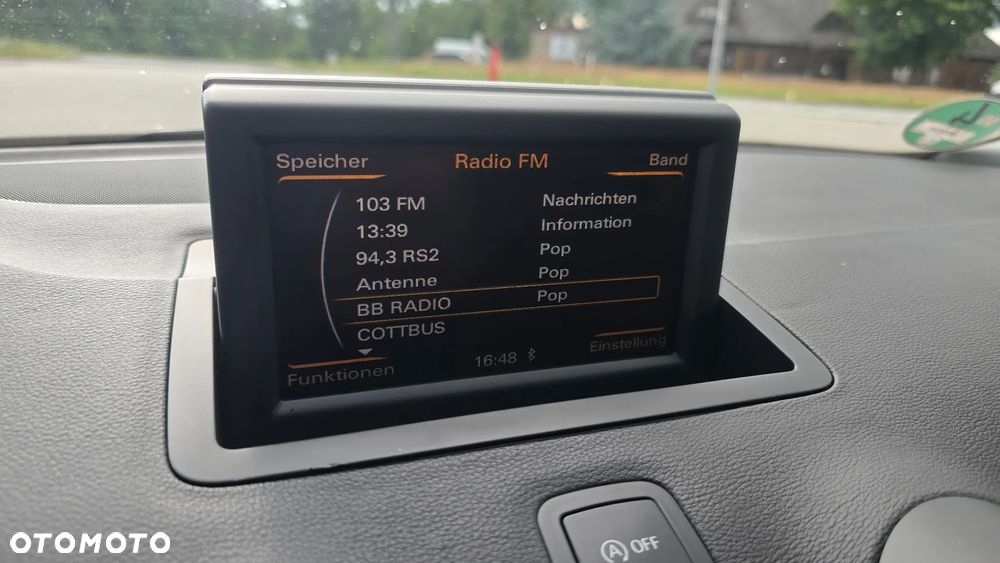 Speicher Radio FM Band
103 FM Nachrichten
13:39 Information
94,3 RS2 Pop
Antenne Pop
BB RADIO Pop
COTTBUS
Funktionen 16:48 Einstellung
A OFF
OTOMOTO